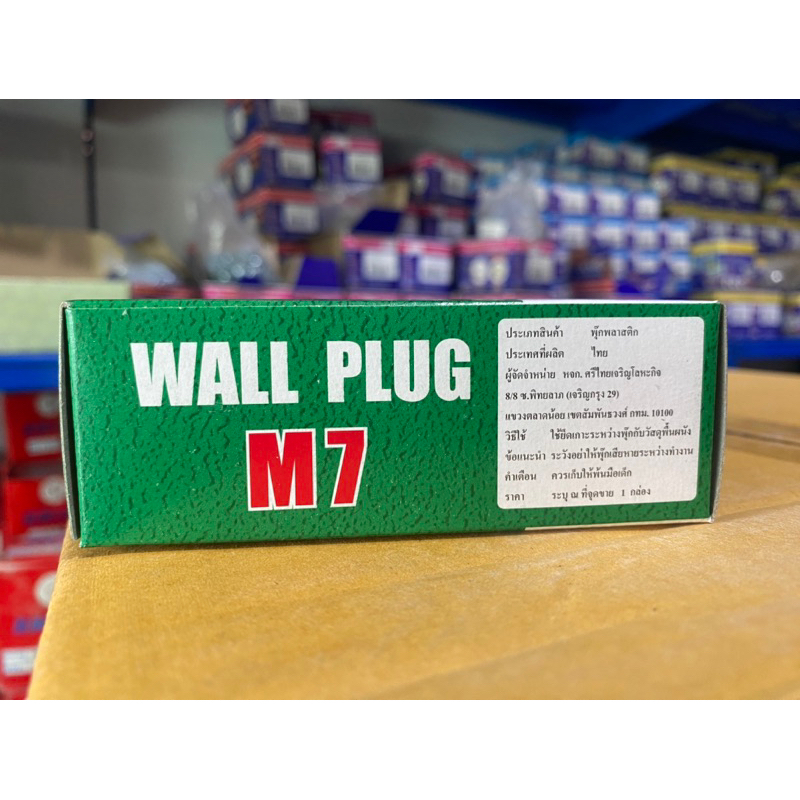 WALL PLUG
M7
ประเภทสินค้า พุ๊กพลาสติก
ประเทศที่ผลิต ไทย
ผู้จัดจำหน่าย หจก. ศรีไทยเจริญโลหะกิจ
8/8 ซ.พิทยลาภ (เจริญกรุง 29)
แขวงตลาดน้อย เขตสัมพันธวงศ์ กทม. 10100
วิธีใช้ ใช้ยึดเกาะระหว่างพุ๊กกับวัสดุพื้นผนัง
ข้อแนะนำ ระวังอย่าให้พุ๊กเสียหายระหว่างทำงาน
คำเตือน ควรเก็บให้พ้นมือเด็ก
ราคา ระบุ ณ ที่จุดขาย 1 กล่อง